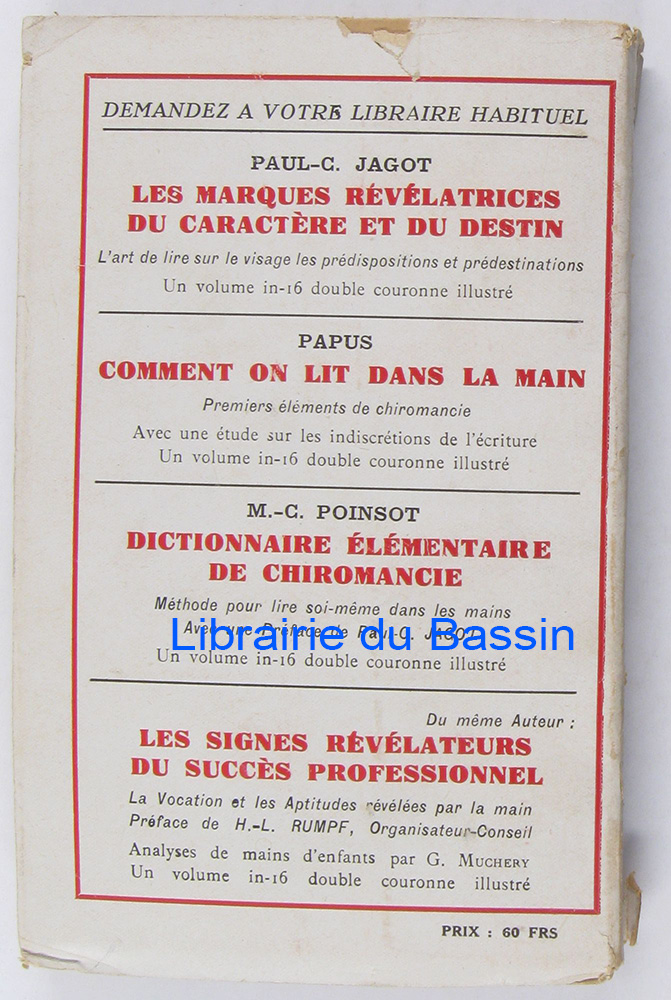 DEMANDEZ A VOTRE LIBRAIRE HABITUEL
PAUL-C. JAGOT
LES MARQUES RÉVÉLATRICES
DU CARACTÈRE ET DU DESTIN
L'art de lire sur le visage les prédispositions et prédestinations
Un volume in-16 double couronne illustré
PAPUS
COMMENT ON LIT DANS LA MAIN
Premiers éléments de chiromancie
Avec une étude sur les indiscrétions de l'écriture
Un volume in-16 double couronne illustré
M.-C. POINSOT
DICTIONNAIRE ÉLÉMENTAIRE
DE CHIROMANCIE
Méthode pour lire soi-même dans les mains
Avec une Préface de Paul-C. JAGOT
Librairie du Bassin
Un volume in-16 double couronne illustré
Du même Auteur :
LES SIGNES RÉVÉLATEURS
DU SUCCÈS PROFESSIONNEL
La Vocation et les Aptitudes révélées par la main
Préface de H.-L. RUMPF, Organisateur-Conseil
Analyses de mains d'enfants par G. MUCHERY
Un volume in-16 double couronne illustré
PRIX : 60 FRS